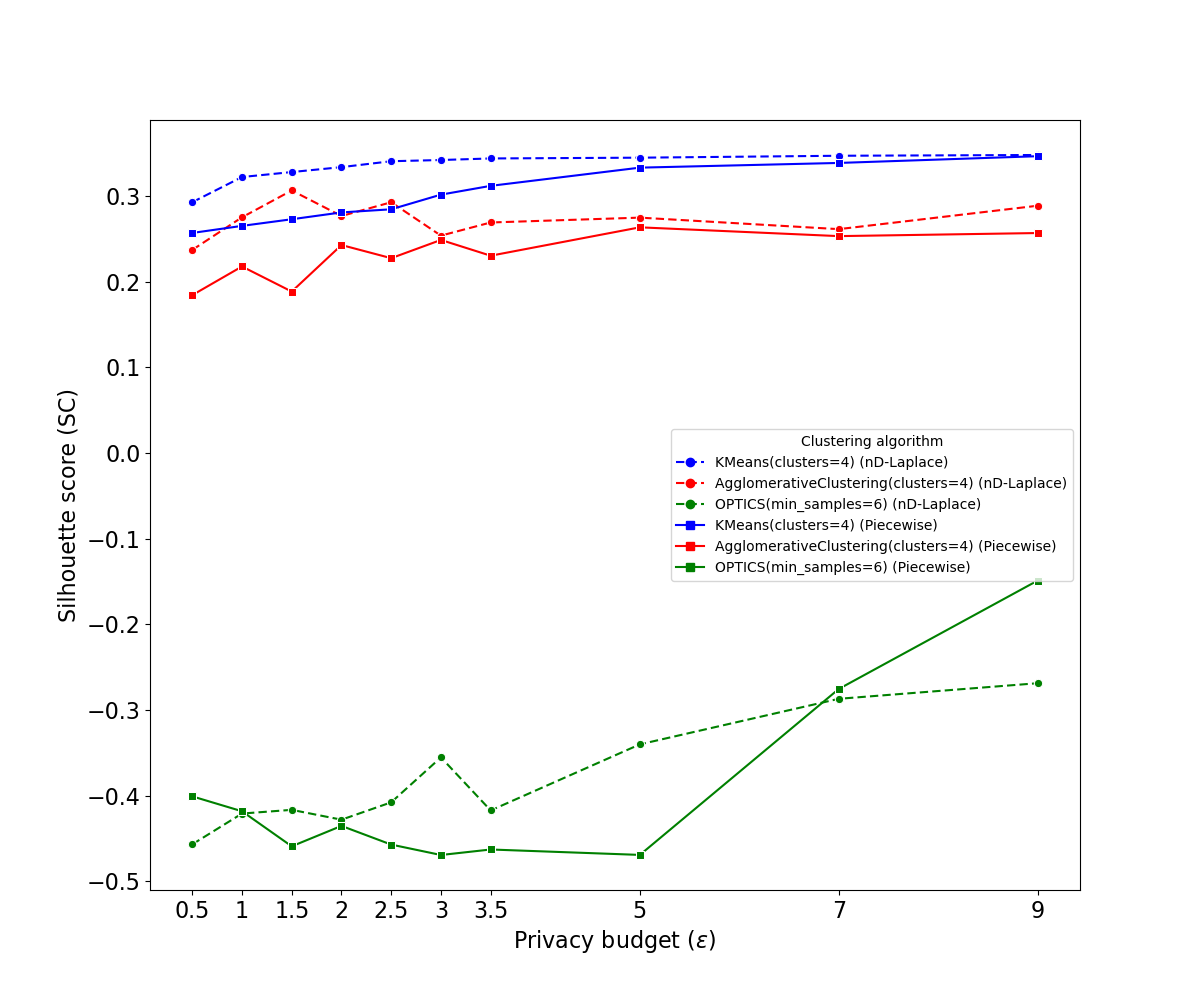 0.3
0.2
0.1
0.0
−0.1
−0.2
−0.3
−0.4
−0.5
Silhouette score (SC)
Clustering algorithm
KMeans(clusters=4) (nD-Laplace)
AgglomerativeClustering(clusters=4) (nD-Laplace)
OPTICS(min_samples=6) (nD-Laplace)
KMeans(clusters=4) (Piecewise)
AgglomerativeClustering(clusters=4) (Piecewise)
OPTICS(min_samples=6) (Piecewise)
0.5 1 1.5 2 2.5 3 3.5 5 7 9
Privacy budget (ε)